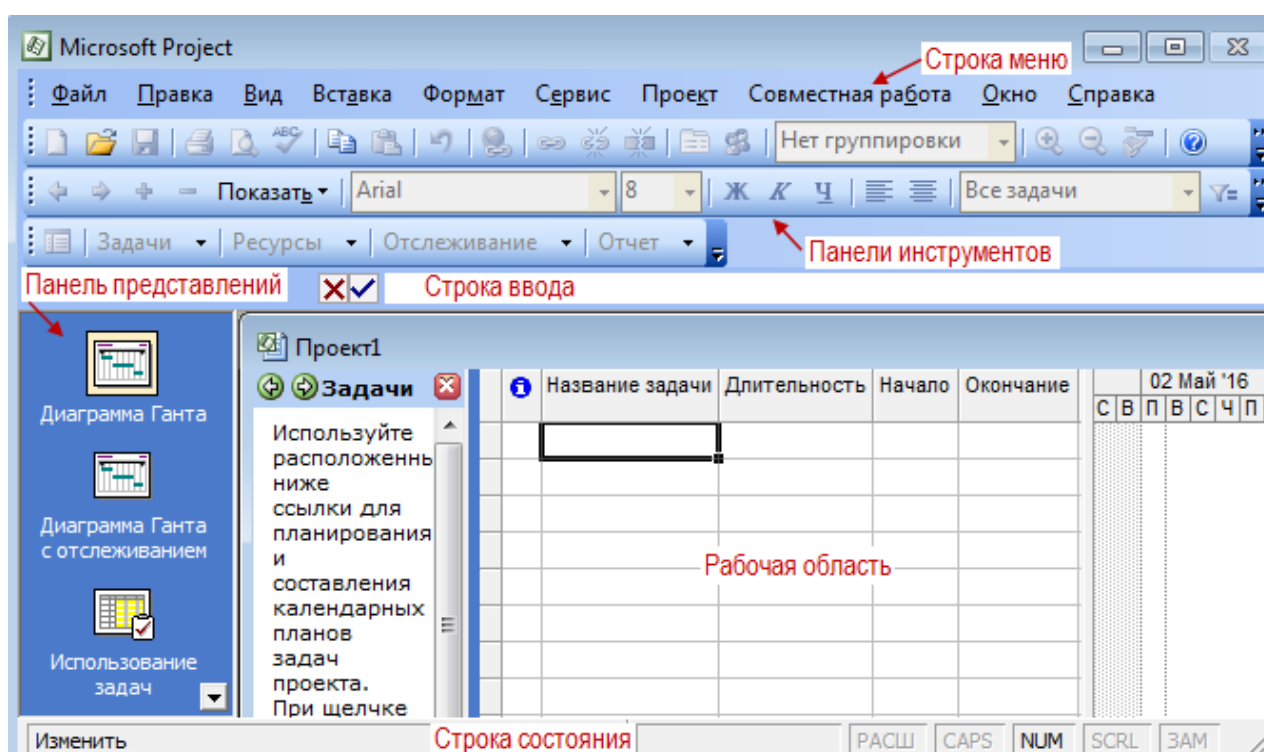 Microsoft Project
Строка меню
Файл Правка Вид Вставка Формат Сервис Проект Совместная работа Окно Справка
ABC Нет группировки
Показать Arial 8 Ж К Ч Все задачи
Задачи Ресурсы Отслеживание Отчет
Панели инструментов
Панель представлений
Строка ввода
Проект1
Задачи
Название задачи Длительность Начало Окончание
02 Май '16
С В П В С Ч П
Диаграмма Ганта
Диаграмма Ганта
с отслеживанием
Использование
задач
Используйте
расположеннь
ниже
ссылки для
планирования
и
составления
календарных
планов
задач
проекта.
При щелчке
Рабочая область
Изменить
Строка состояния
РАСШ CAPS NUM SCRL ЗАМ